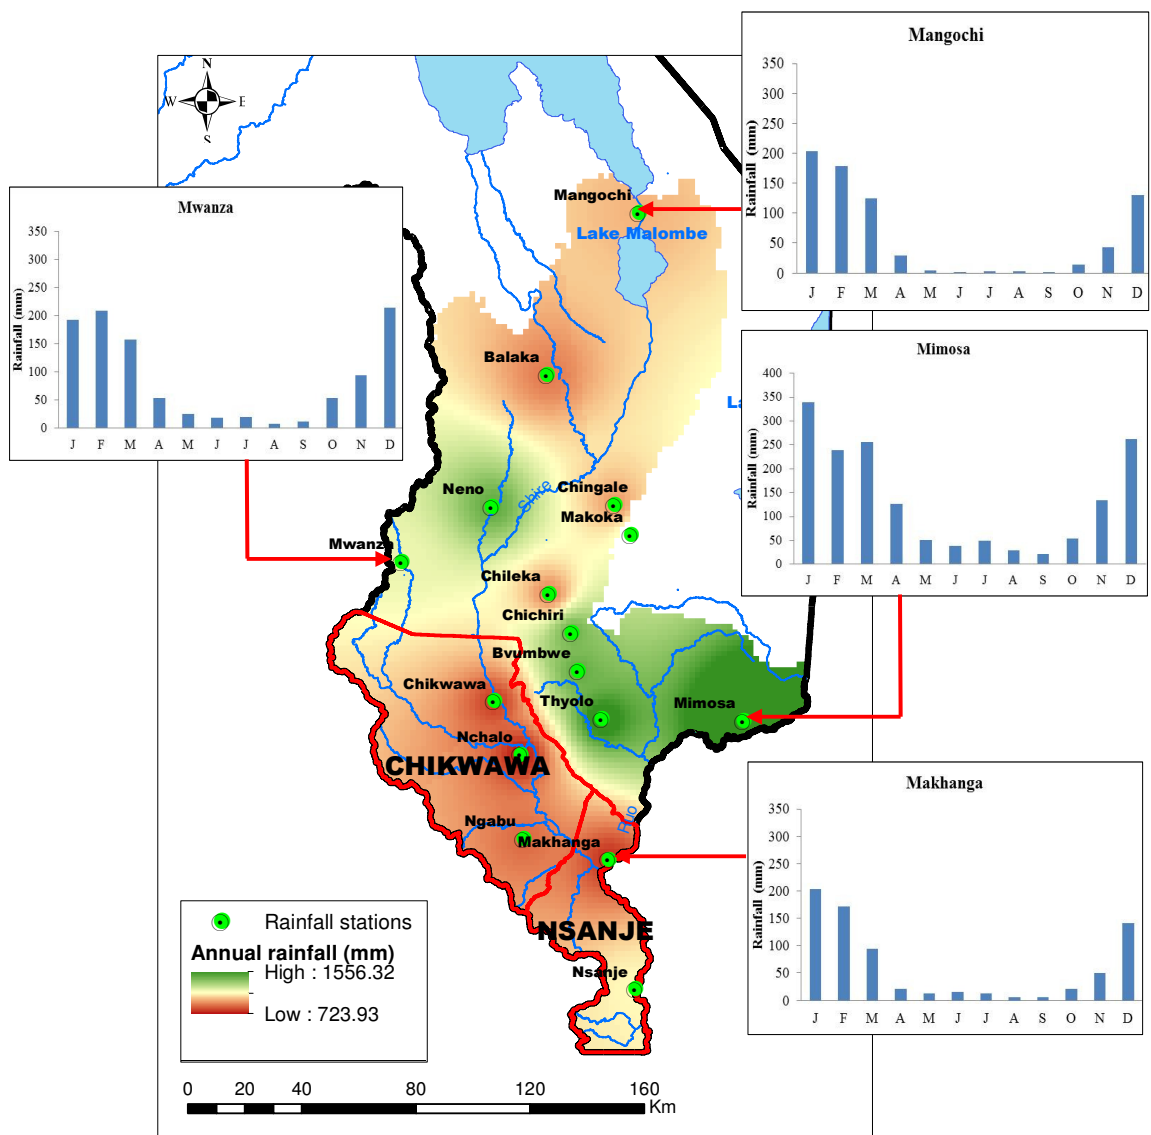 Mangochi
Rainfall (mm)
350
300
250
200
150
100
50
0
J F M A M J J A S O N D
N
W E
S
Mwanza
Rainfall (mm)
350
300
250
200
150
100
50
0
J F M A M J J A S O N D
Mimosa
Rainfall (mm)
400
350
300
250
200
150
100
50
0
J F M A M J J A S O N D
Makhanga
Rainfall (mm)
350
300
250
200
150
100
50
0
J F M A M J J A S O N D
Mangochi
Lake Malombe
Balaka
La
Neno
Shire
Chingale
Makoka
Mwanza
Chileka
Chichiri
Bvumbwe
Chikwawa
Thyolo
Mimosa
Nchalo
CHIKWAWA
Ngabu
Ruo
Makhanga
NSANJE
Nsanje
Rainfall stations
Annual rainfall (mm)
High : 1556.32
Low : 723.93
0 20 40 80 120 160
Km